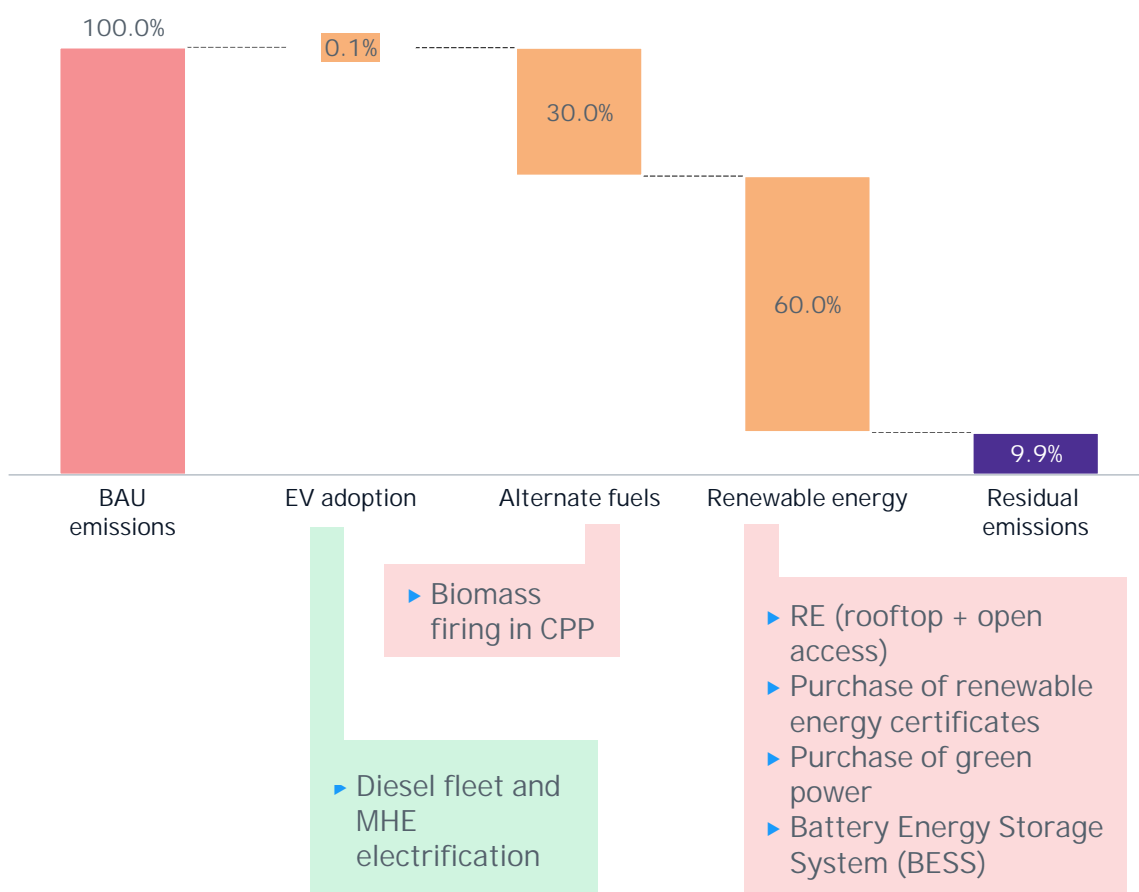 100.0%
0.1%
30.0%
60.0%
9.9%
BAU
emissions
EV adoption
Alternate fuels
Renewable energy
Residual
emissions
Biomass
firing in CPP
Diesel fleet and
MHE
electrification
RE (rooftop + open
access)
Purchase of renewable
energy certificates
Purchase of green
power
Battery Energy Storage
System (BESS)